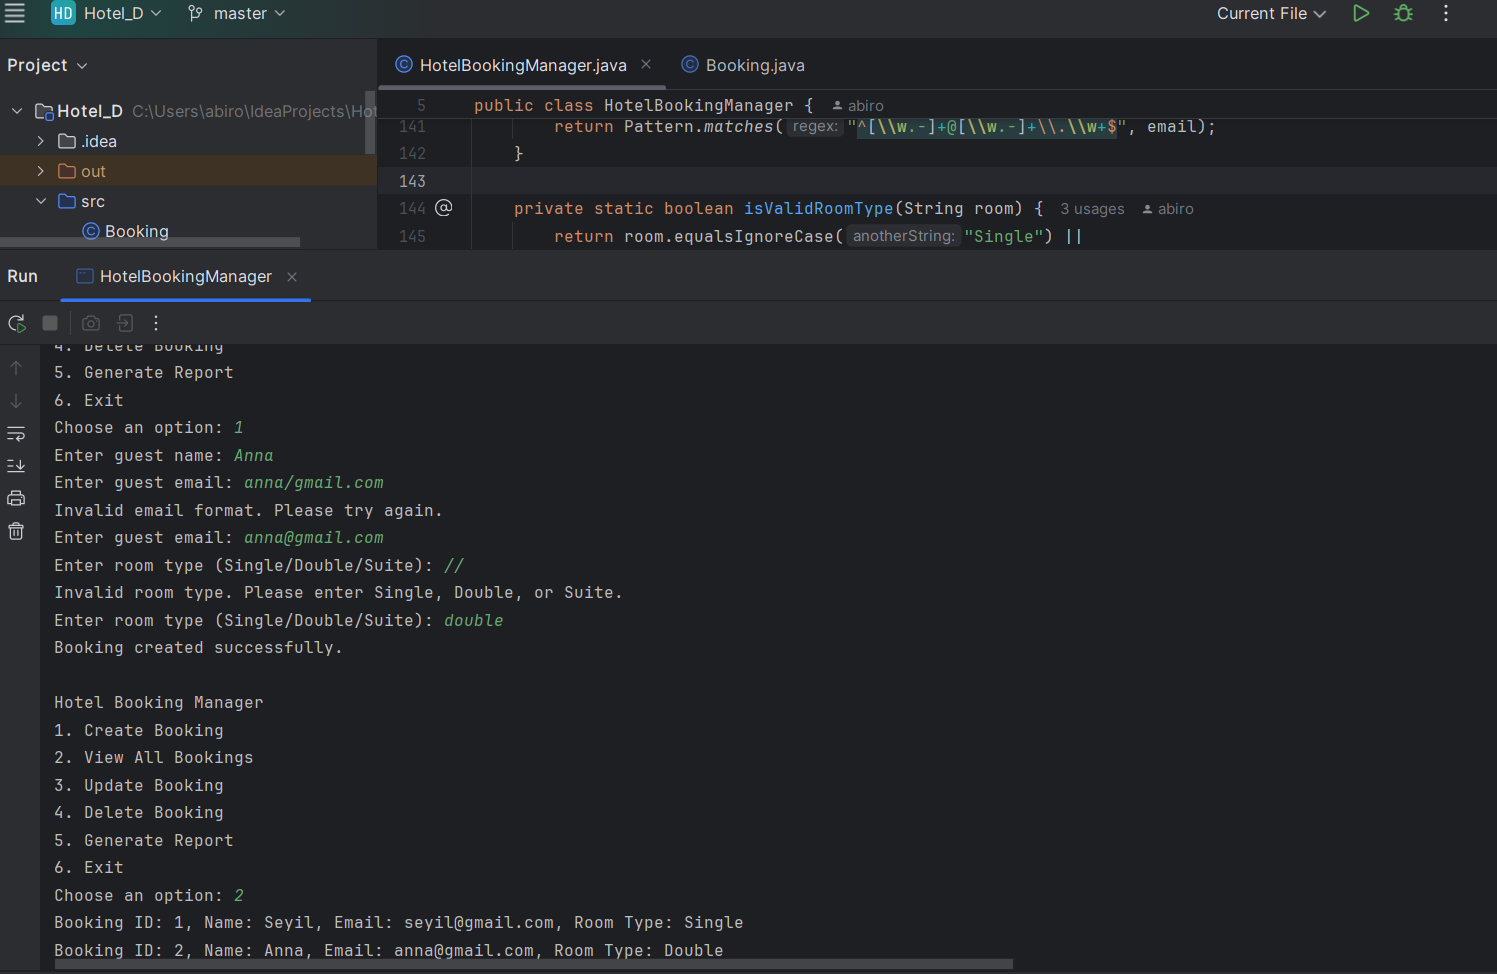 HD Hotel_D master Current File
Project
HotelBookingManager.java Booking.java
Hotel_D C:\Users\abiro\IdeaProjects\Hot
.idea
out
src
Booking
5 public class HotelBookingManager { abiro
141 return Pattern.matches( regex: "^[\\w.-]+@[\\w.-]+\\.\\w+$", email);
142 }
143
144 @ private static boolean isValidRoomType(String room) { 3 usages abiro
145 return room.equalsIgnoreCase( anotherString: "Single") ||
Run HotelBookingManager
4. Delete Booking
5. Generate Report
6. Exit
Choose an option: 1
Enter guest name: Anna
Enter guest email: anna/gmail.com
Invalid email format. Please try again.
Enter guest email: anna@gmail.com
Enter room type (Single/Double/Suite): //
Invalid room type. Please enter Single, Double, or Suite.
Enter room type (Single/Double/Suite): double
Booking created successfully.
Hotel Booking Manager
1. Create Booking
2. View All Bookings
3. Update Booking
4. Delete Booking
5. Generate Report
6. Exit
Choose an option: 2
Booking ID: 1, Name: Seyil, Email: seyil@gmail.com, Room Type: Single
Booking ID: 2, Name: Anna, Email: anna@gmail.com, Room Type: Double